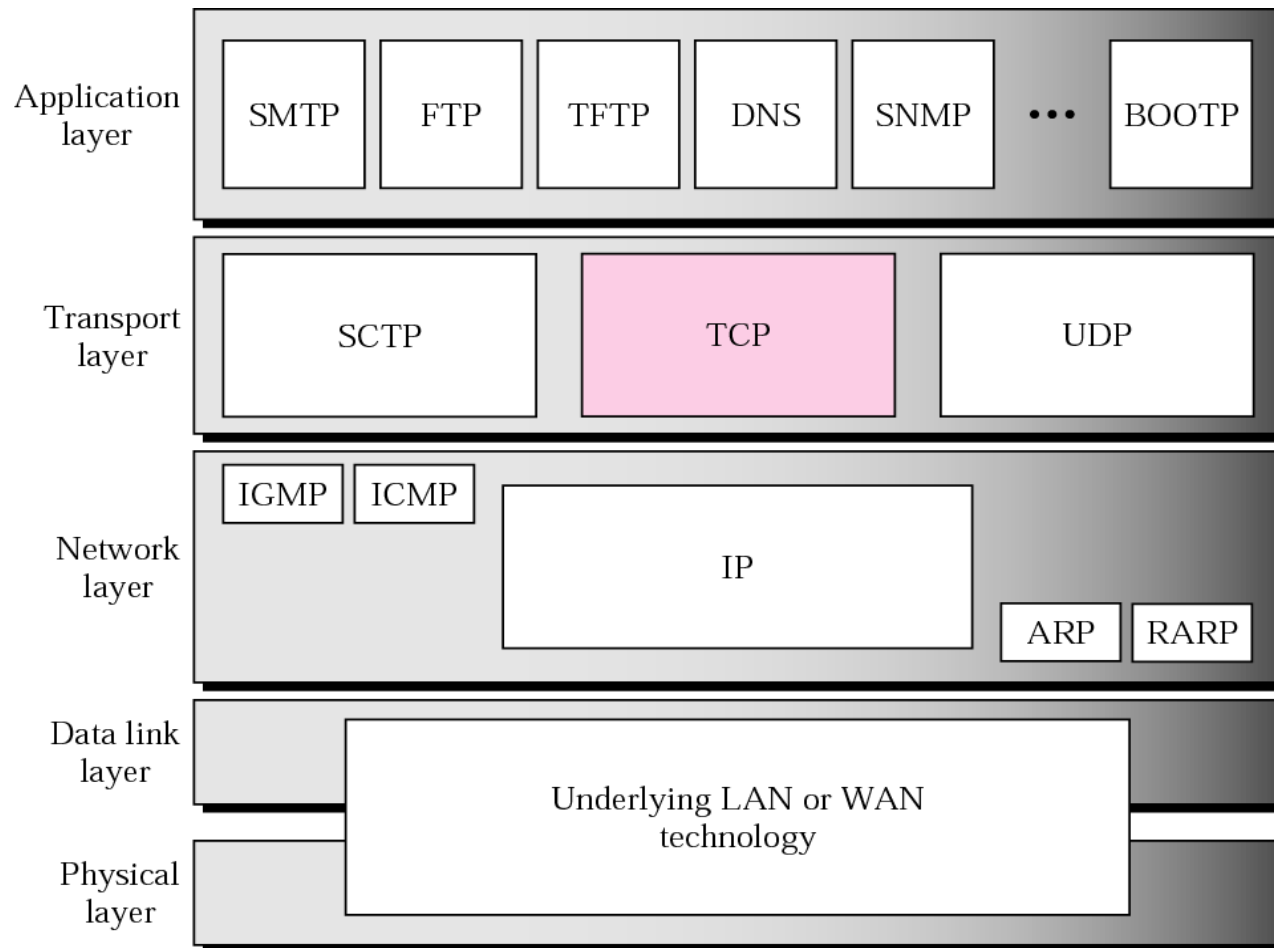 Application
layer
SMTP
FTP
TFTP
DNS
SNMP
•••
BOOTP
Transport
layer
SCTP
TCP
UDP
Network
layer
IGMP
ICMP
IP
ARP
RARP
Data link
layer
Underlying LAN or WAN
technology
Physical
layer